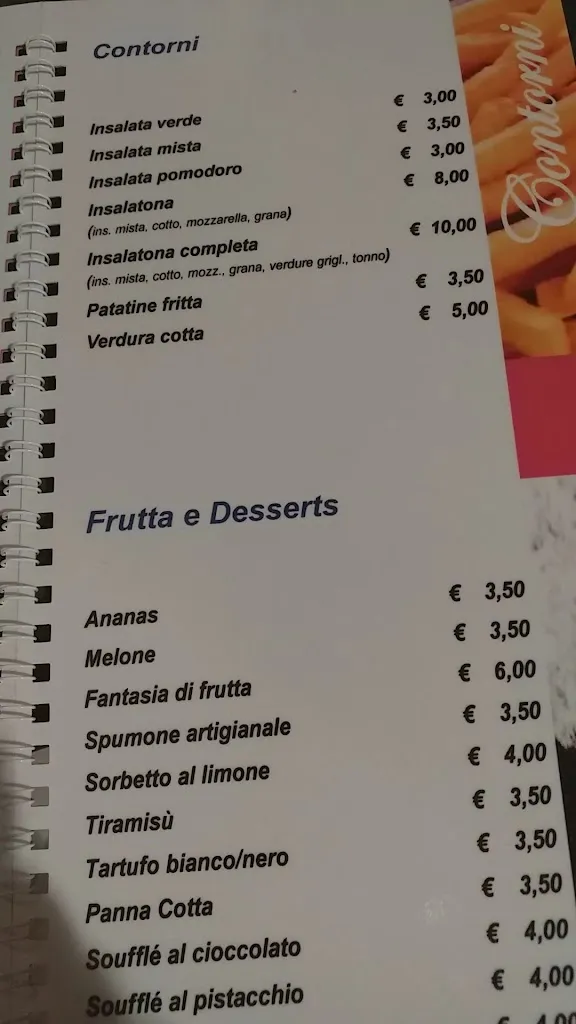 Contorni
Insalata verde € 3,00
Insalata mista € 3,50
Insalata pomodoro € 3,00
Insalatona € 8,00
(ins. mista, cotto, mozzarella, grana)
Insalatona completa € 10,00
(ins. mista, cotto, mozz., grana, verdure grigl., tonno)
Patatine fritta € 3,50
Verdura cotta € 5,00
Contorni
Frutta e Desserts
Ananas € 3,50
Melone € 3,50
Fantasia di frutta € 6,00
Spumone artigianale € 3,50
Sorbetto al limone € 4,00
Tiramisù € 3,50
Tartufo bianco/nero € 3,50
Panna Cotta € 3,50
Soufflé al cioccolato € 4,00
Soufflé al pistacchio € 4,00